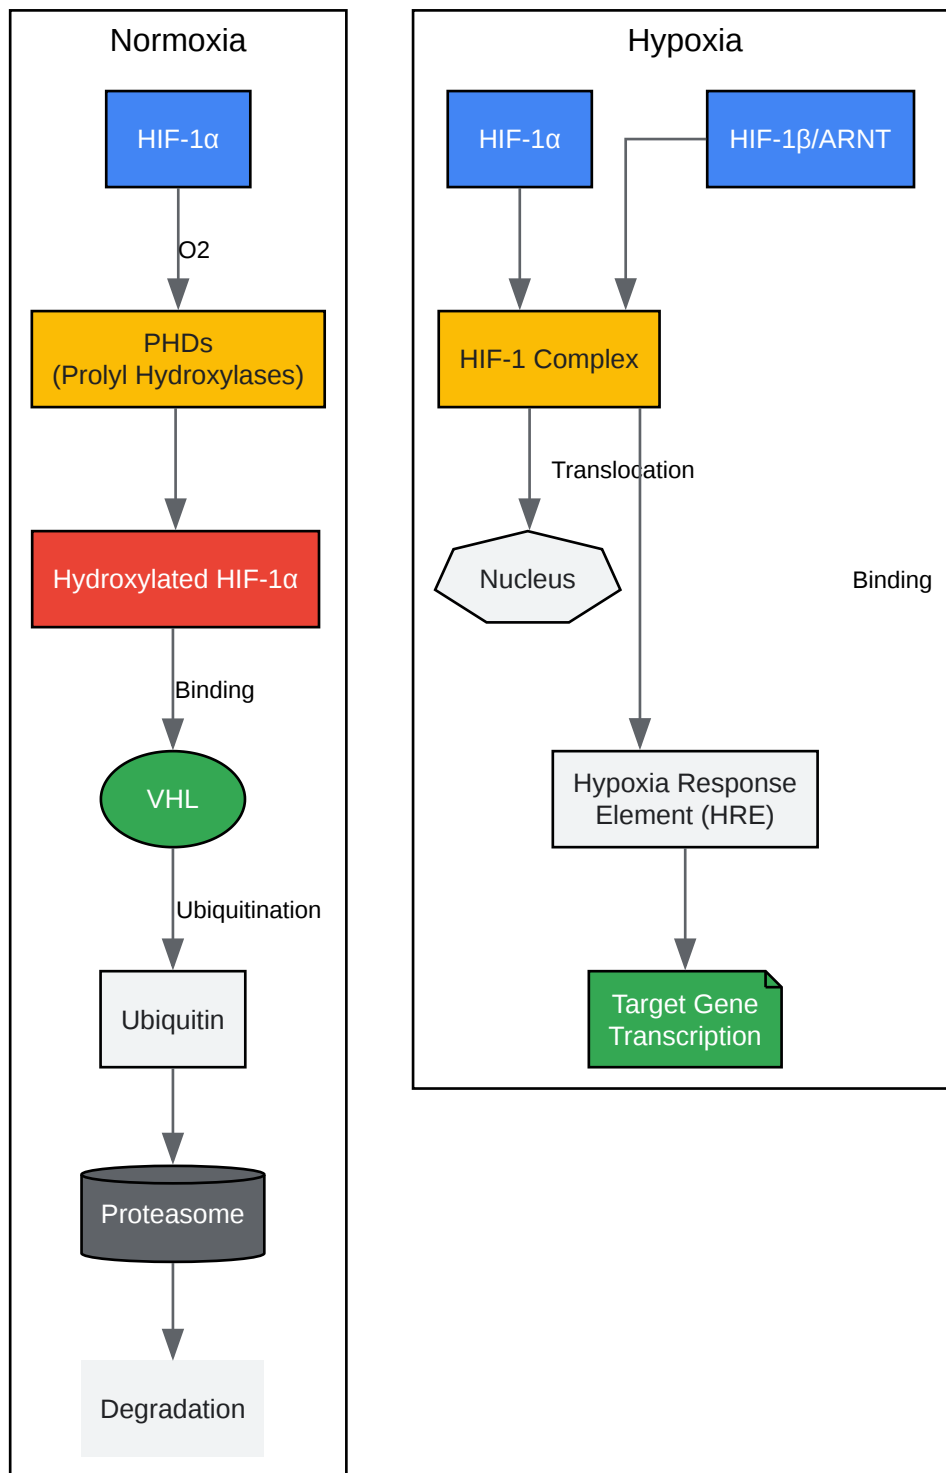 Normoxia
HIF-1α
O2
PHDs
(Prolyl Hydroxylases)
Hydroxylated HIF-1α
Binding
VHL
Ubiquitination
Ubiquitin
Proteasome
Degradation
Hypoxia
HIF-1α
HIF-1β/ARNT
HIF-1 Complex
Translocation
Nucleus
Binding
Hypoxia Response
Element (HRE)
Target Gene
Transcription